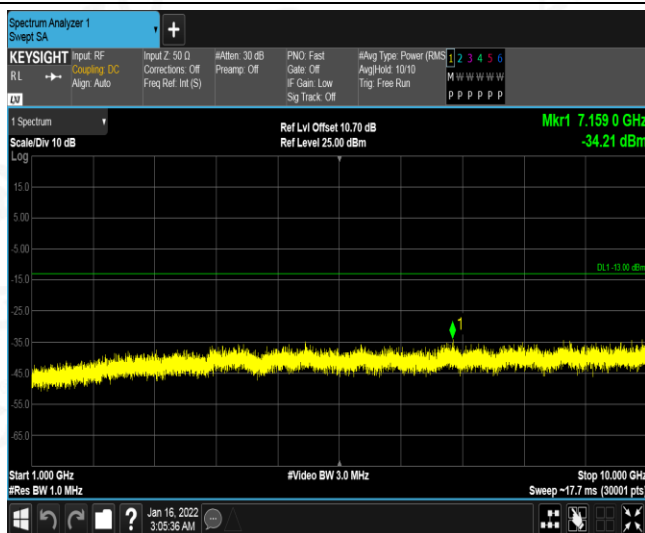 Spectrum Analyzer 1
Swept SA
KEYSIGHT
RL
LXI
Input: RF
Coupling: DC
Align: Auto
Input Z: 50 Ω
Corrections: Off
Freq Ref: Int (S)
#Atten: 30 dB
Preamp: Off
PNO: Fast
Gate: Off
IF Gain: Low
Sig Track: Off
#Avg Type: Power (RMS
Avg|Hold: 10/10
Trig: Free Run
1 2 3 4 5 6
M W W W W W
P P P P P P
1 Spectrum
Scale/Div 10 dB
Log
Ref Lvl Offset 10.70 dB
Ref Level 25.00 dBm
Mkr1 7.159 0 GHz
-34.21 dBm
15.0
5.00
-5.00
DL1 -13.00 dBm
-15.0
-25.0
1
-35.0
-45.0
-55.0
-65.0
Start 1.000 GHz
#Video BW 3.0 MHz
Stop 10.000 GHz
#Res BW 1.0 MHz
Sweep ~17.7 ms (30001 pts)
?
Jan 16, 2022
3:05:36 AM